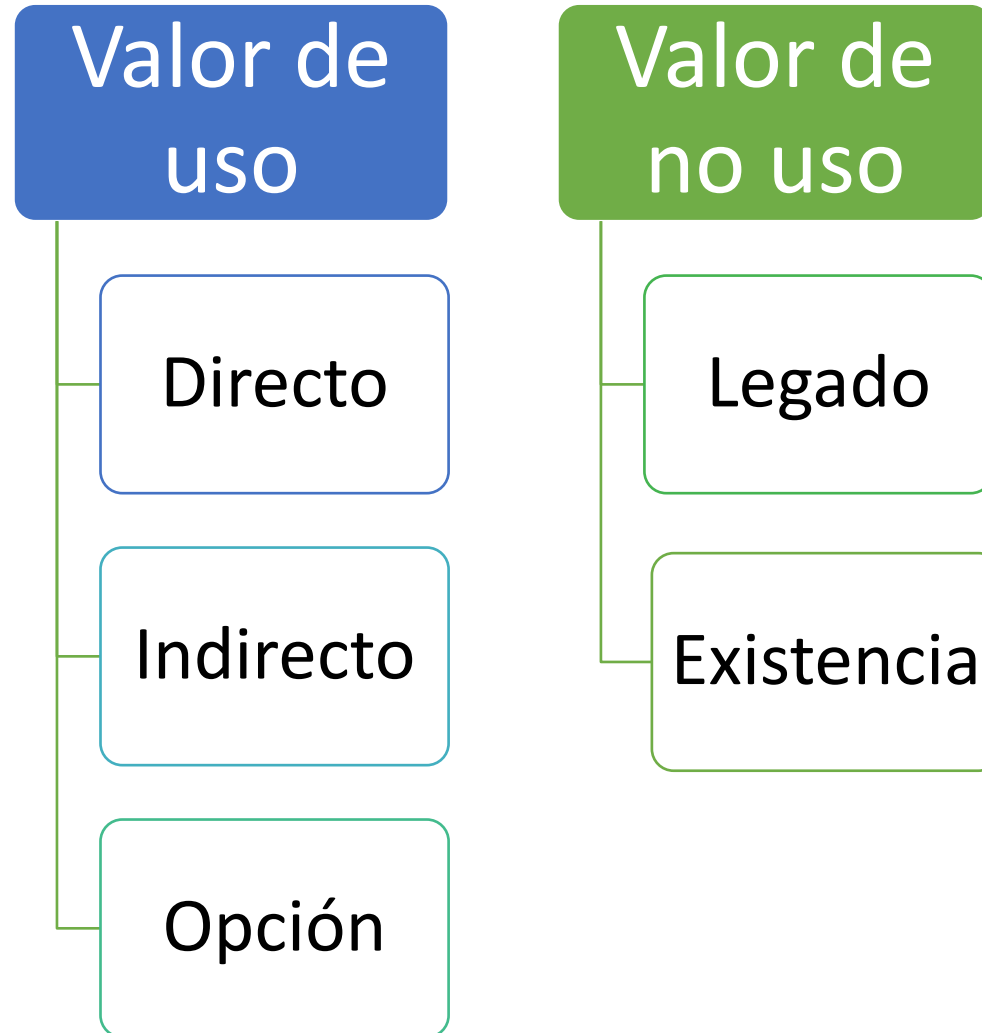 Valor de
uso
Directo
Indirecto
Opción
Valor de
no uso
Legado
Existencia